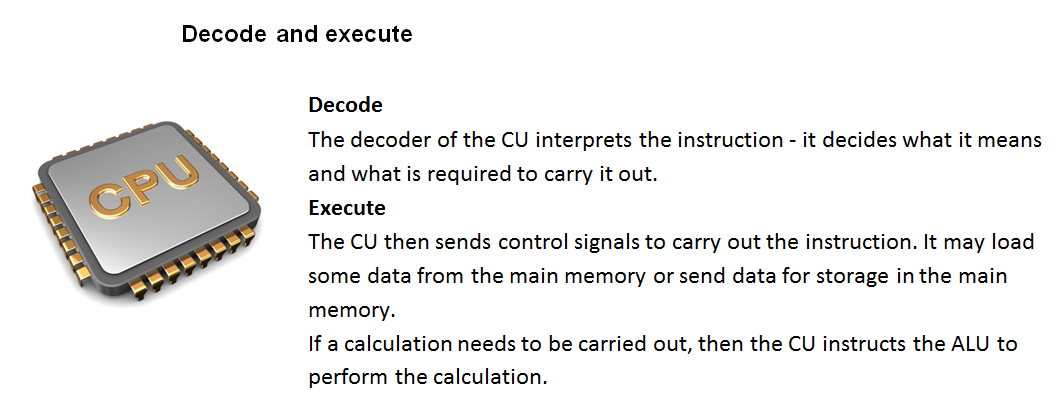 Decode and execute
CPU
Decode
The decoder of the CU interprets the instruction - it decides what it means
and what is required to carry it out.
Execute
The CU then sends control signals to carry out the instruction. It may load
some data from the main memory or send data for storage in the main
memory.
If a calculation needs to be carried out, then the CU instructs the ALU to
perform the calculation.